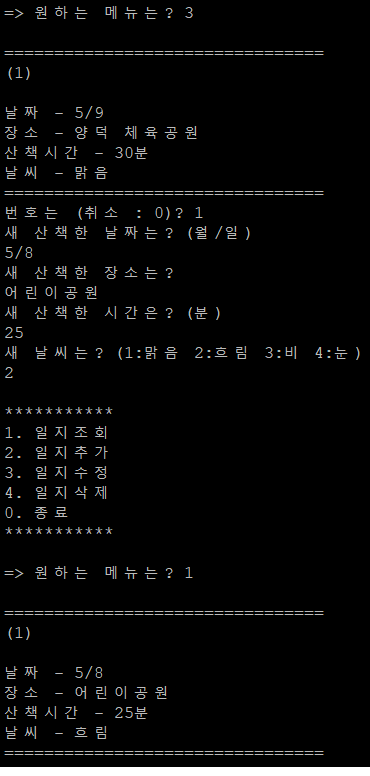 => 원하는 메뉴는? 3
================================
(1)
날짜 - 5/9
장소 - 양덕 체육공원
산책시간 - 30분
날씨 - 맑음
================================
번호는 (취소 : 0)? 1
새 산책한 날짜는? (월/일)
5/8
새 산책한 장소는?
어린이공원
새 산책한 시간은? (분)
25
새 날씨는? (1:맑음 2:흐림 3:비 4:눈)
2
***********
1. 일지조회
2. 일지추가
3. 일지수정
4. 일지삭제
0. 종료
***********
=> 원하는 메뉴는? 1
================================
(1)
날짜 - 5/8
장소 - 어린이공원
산책시간 - 25분
날씨 - 흐림
================================